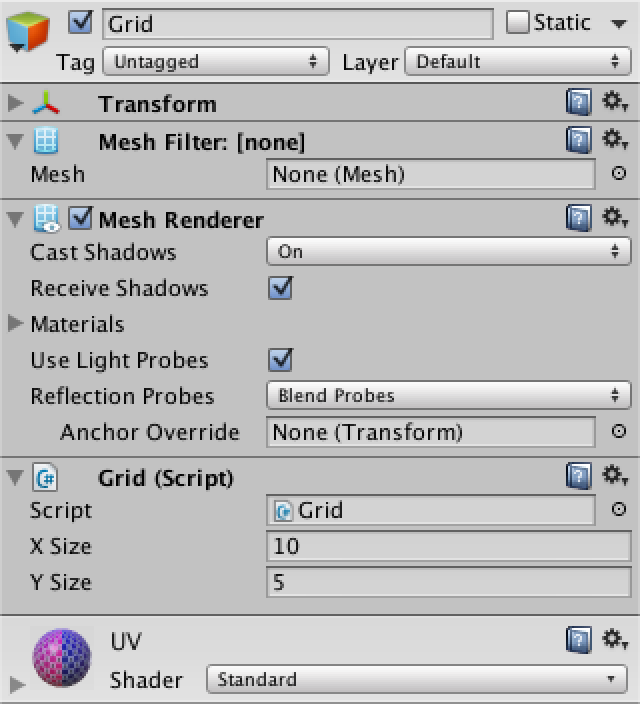 Grid Static
Tag Untagged Layer Default
Transform
Mesh Filter: [none]
Mesh None (Mesh)
Mesh Renderer
Cast Shadows On
Receive Shadows
Materials
Use Light Probes
Reflection Probes Blend Probes
Anchor Override None (Transform)
C# Grid (Script)
Script C# Grid
X Size 10
Y Size 5
UV
Shader Standard